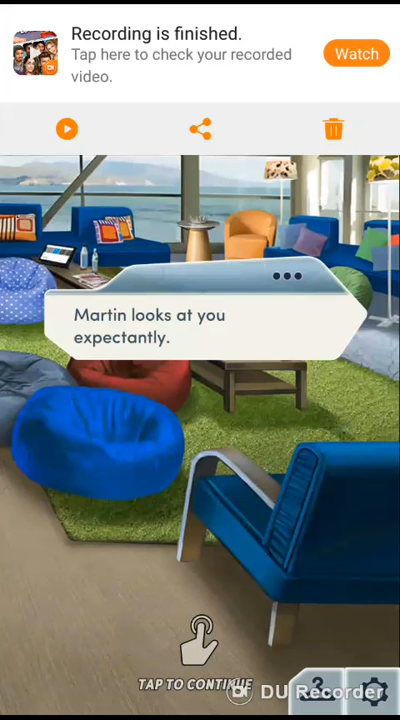 Recording is finished.
Tap here to check your recorded
video.
Watch
Martin looks at you
expectantly.
TAP TO CONTINUE
DU Recorder